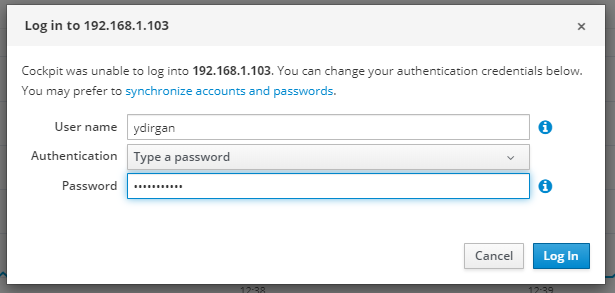 Log in to 192.168.1.103
Cockpit was unable to log into 192.168.1.103. You can change your authentication credentials below.
You may prefer to synchronize accounts and passwords.
User name ydirgan
Authentication Type a password
Password •••••••••••
Cancel Log In
12:38 12:39